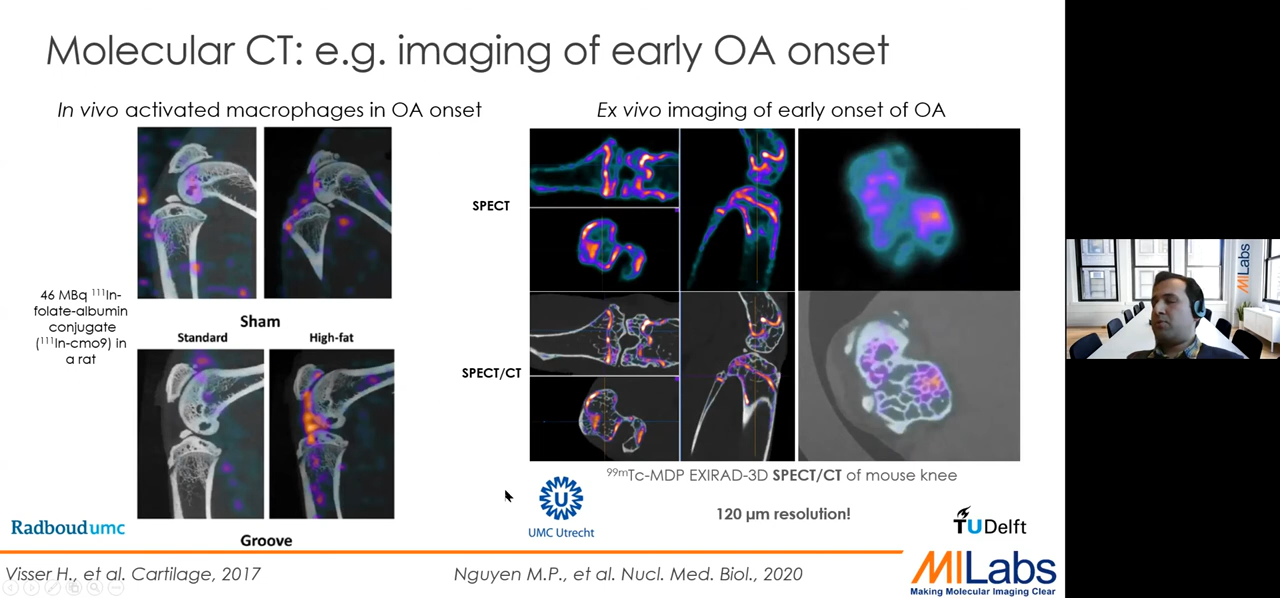 Molecular CT: e.g. imaging of early OA onset
In vivo activated macrophages in OA onset
Ex vivo imaging of early onset of OA
SPECT
46 MBq ¹¹¹In-
folate-albumin
conjugate
(¹¹¹In-cmo9) in
a rat
Sham
Standard
High-fat
SPECT/CT
Groove
⁹⁹ᵐTc-MDP EXIRAD-3D SPECT/CT of mouse knee
120 µm resolution!
Radboudumc
U
UMC Utrecht
TUDelft
Visser H., et al. Cartilage, 2017
Nguyen M.P., et al. Nucl. Med. Biol., 2020
MILabs
Making Molecular Imaging Clear
MILabs